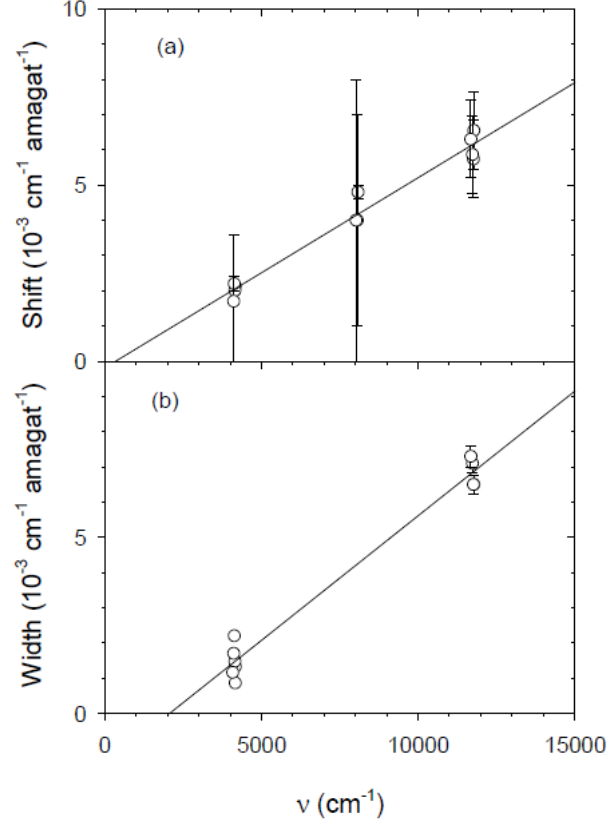 10
(a)
5
Shift (10⁻³ cm⁻¹ amagat⁻¹)
0
(b)
5
Width (10⁻³ cm⁻¹ amagat⁻¹)
0
0 5000 10000 15000
ν (cm⁻¹)